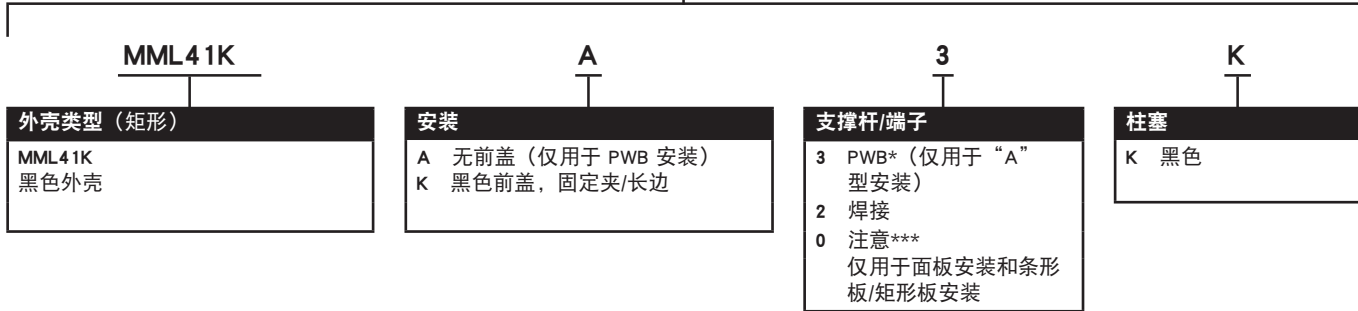 MML41K
A
3
K
外壳类型（矩形）
MML41K
黑色外壳
安装
A 无前盖（仅用于 PWB 安装）
K 黑色前盖，固定夹/长边
支撑杆/端子
3 PWB*（仅用于“A”
型安装）
2 焊接
0 注意***
仅用于面板安装和条形
板/矩形板安装
柱塞
K 黑色